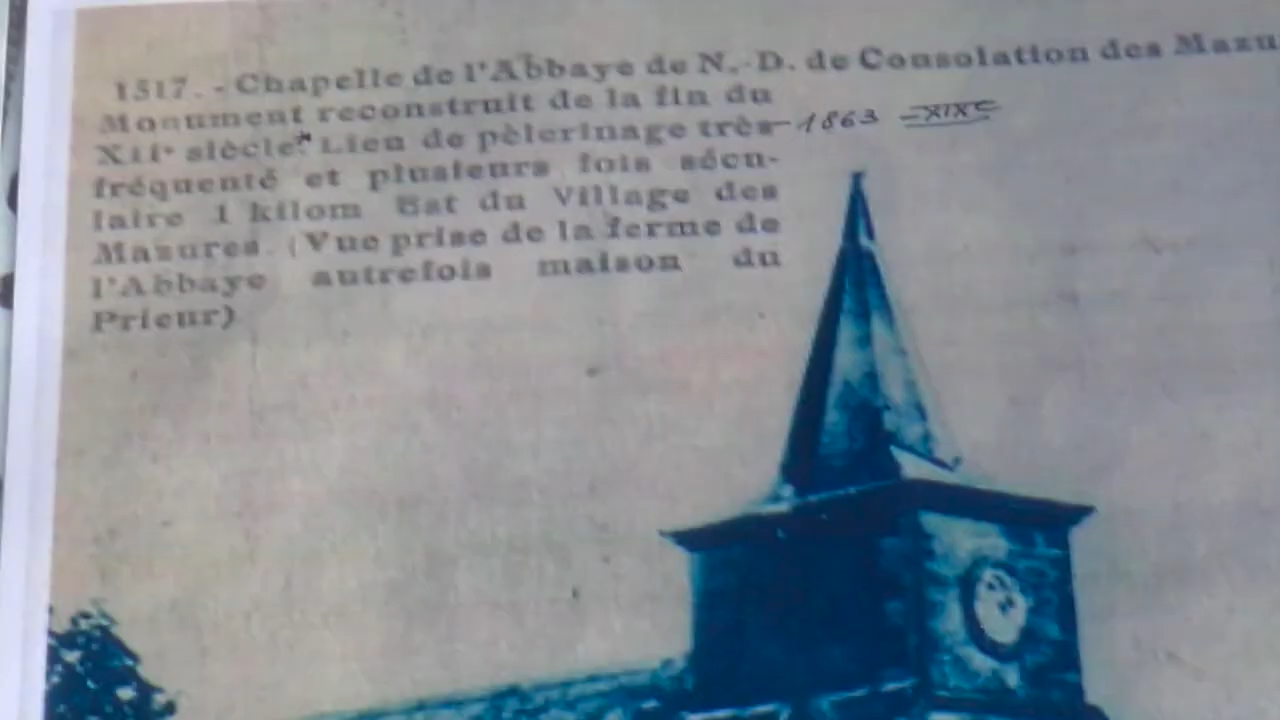 1517. - Chapelle de l'Abbaye de N.-D. de Consolation des Mazu
Monument reconstruit de la fin du
XIIe siècle.* Lieu de pèlerinage très - 1863 - XIXe
fréquenté et plusieurs fois sécu-
laire 1 kilom Est du Village des
Mazures. (Vue prise de la ferme de
l'Abbaye autrefois maison du
Prieur)